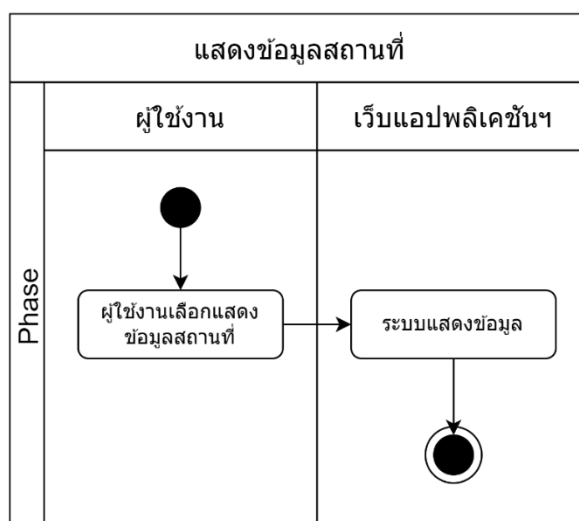 แสดงข้อมูลสถานที่
ผู้ใช้งาน
เว็บแอปพลิเคชันฯ
Phase
ผู้ใช้งานเลือกแสดง
ข้อมูลสถานที่
ระบบแสดงข้อมูล